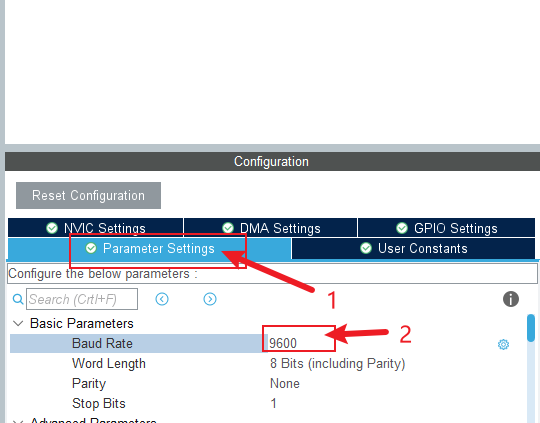 Configuration
Reset Configuration
NVIC Settings DMA Settings GPIO Settings
Parameter Settings User Constants
Configure the below parameters :
Search (Crtl+F)
1
Basic Parameters
2
Baud Rate 9600
Word Length 8 Bits (including Parity)
Parity None
Stop Bits 1
Advanced Parameters